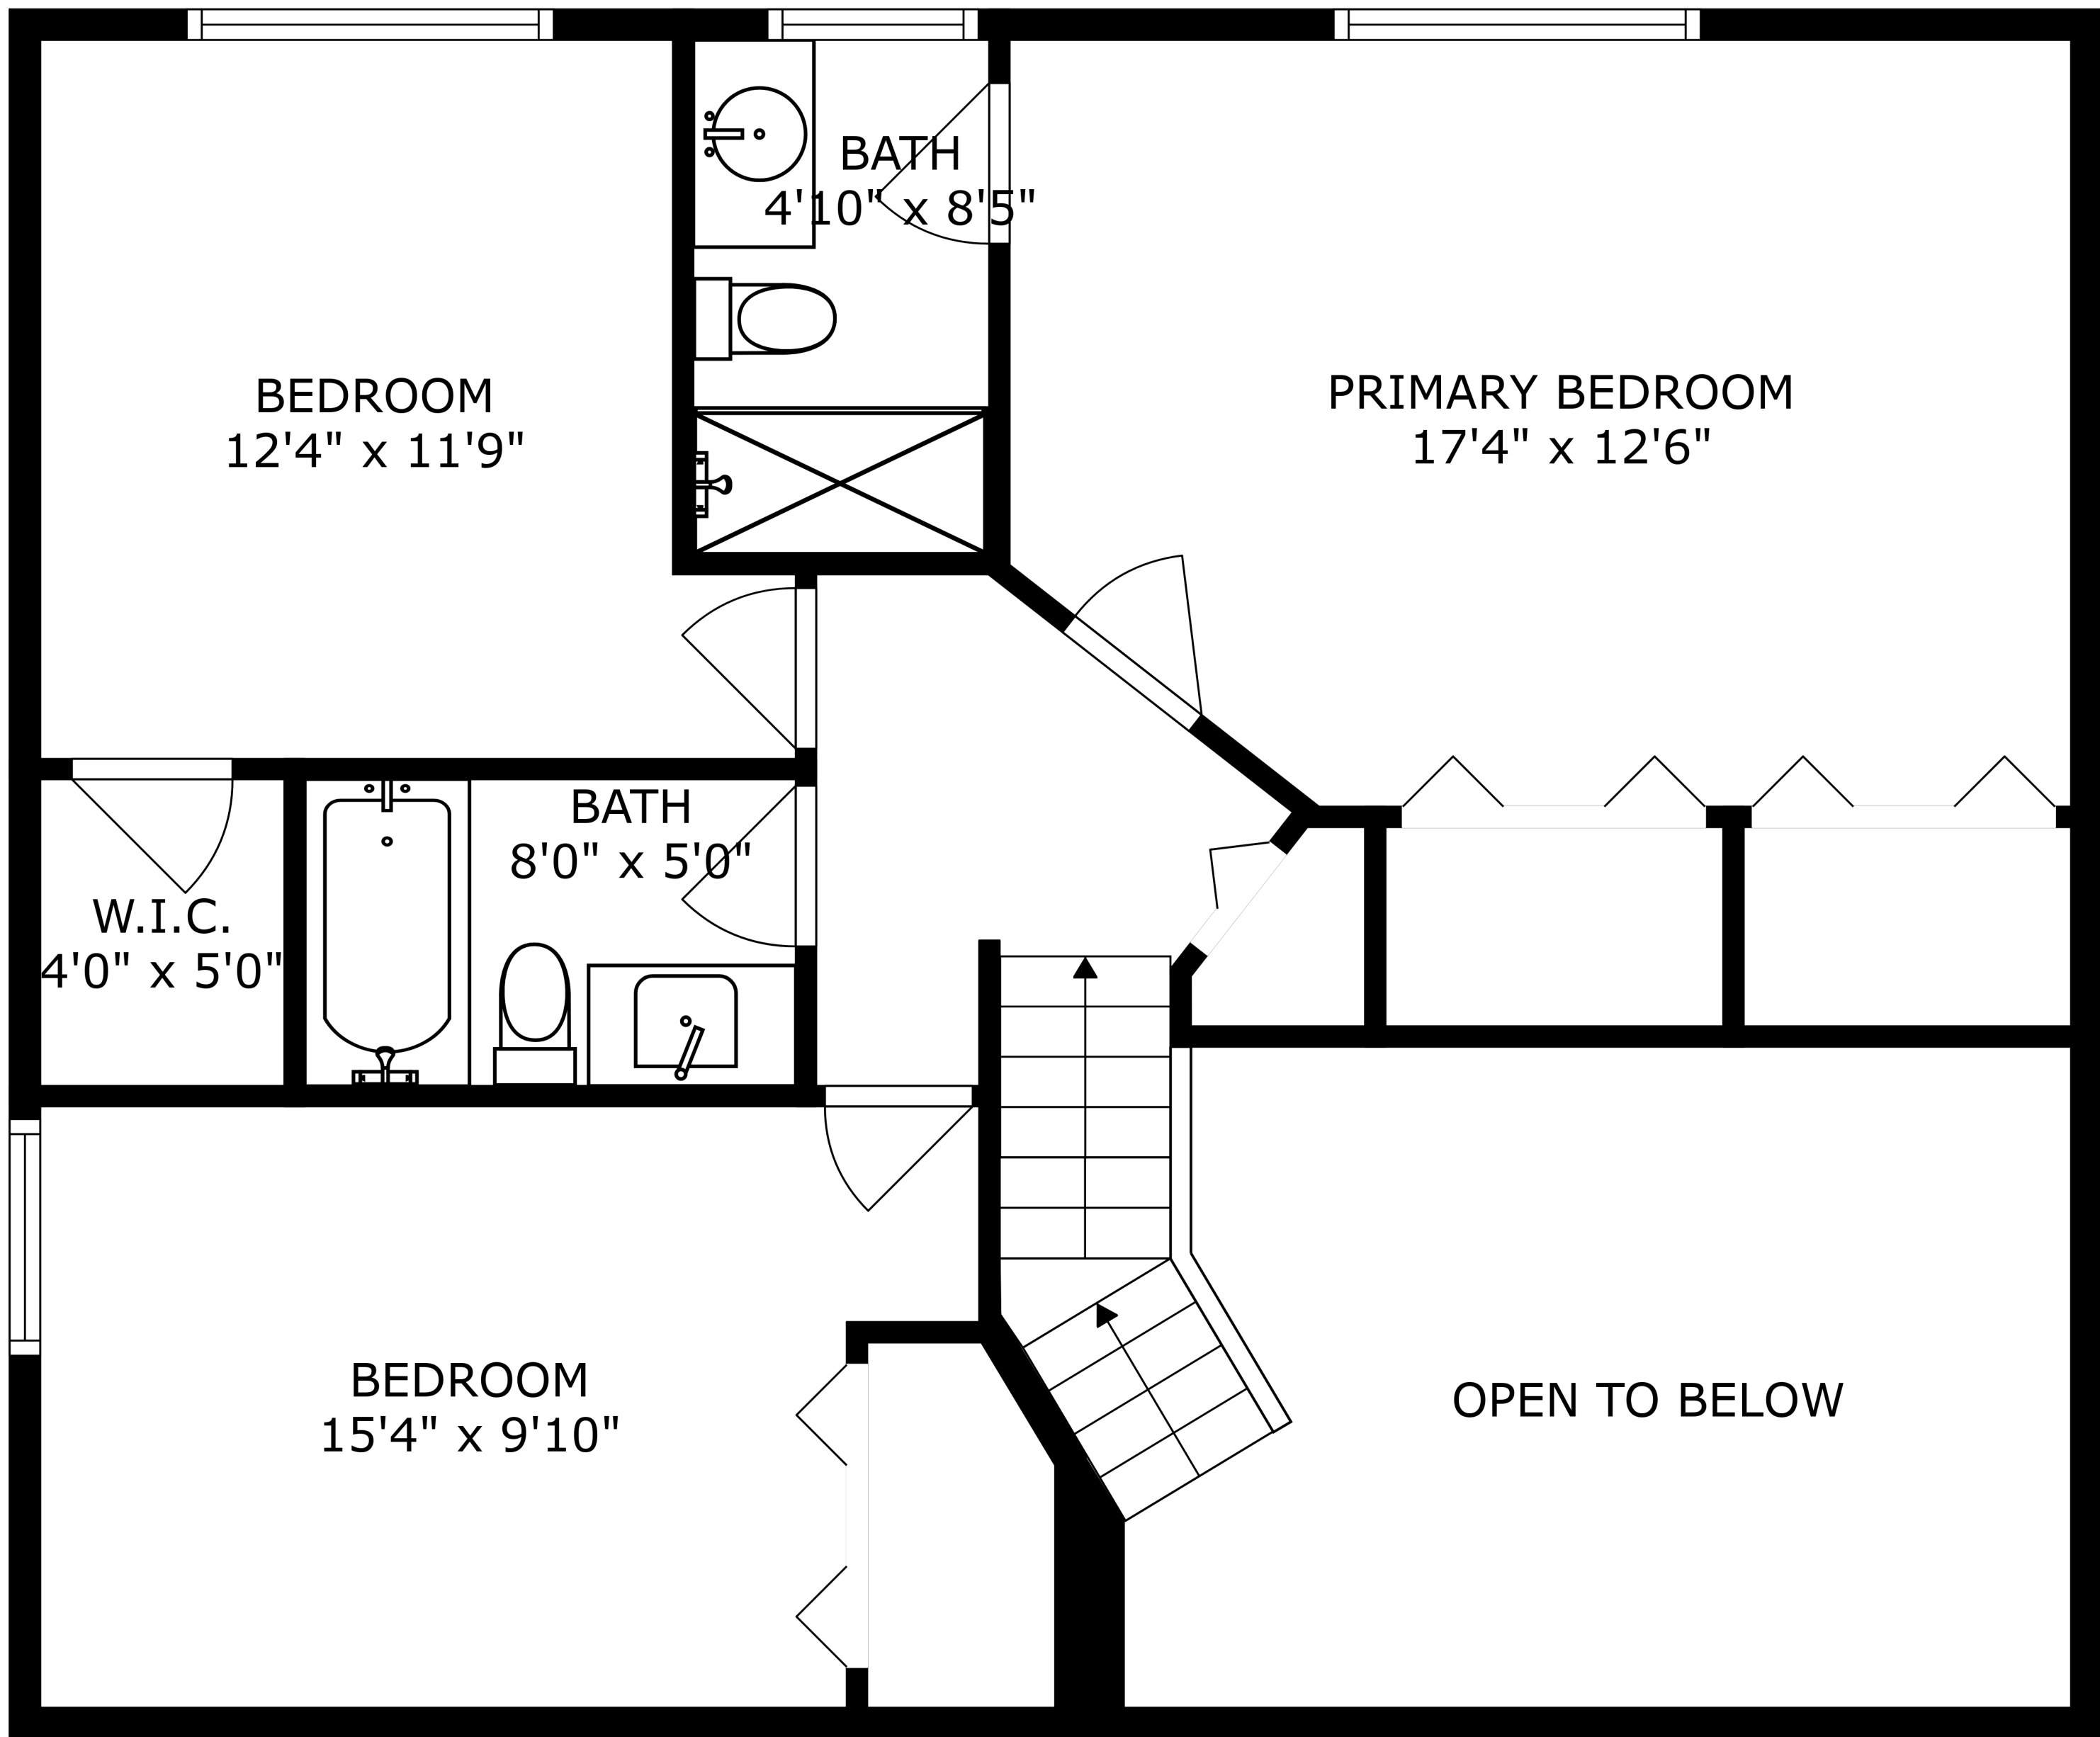 BATH
4'10" x 8'5"
BEDROOM
12'4" x 11'9"
PRIMARY BEDROOM
17'4" x 12'6"
BATH
8'0" x 5'0"
W.I.C.
4'0" x 5'0"
BEDROOM
15'4" x 9'10"
OPEN TO BELOW